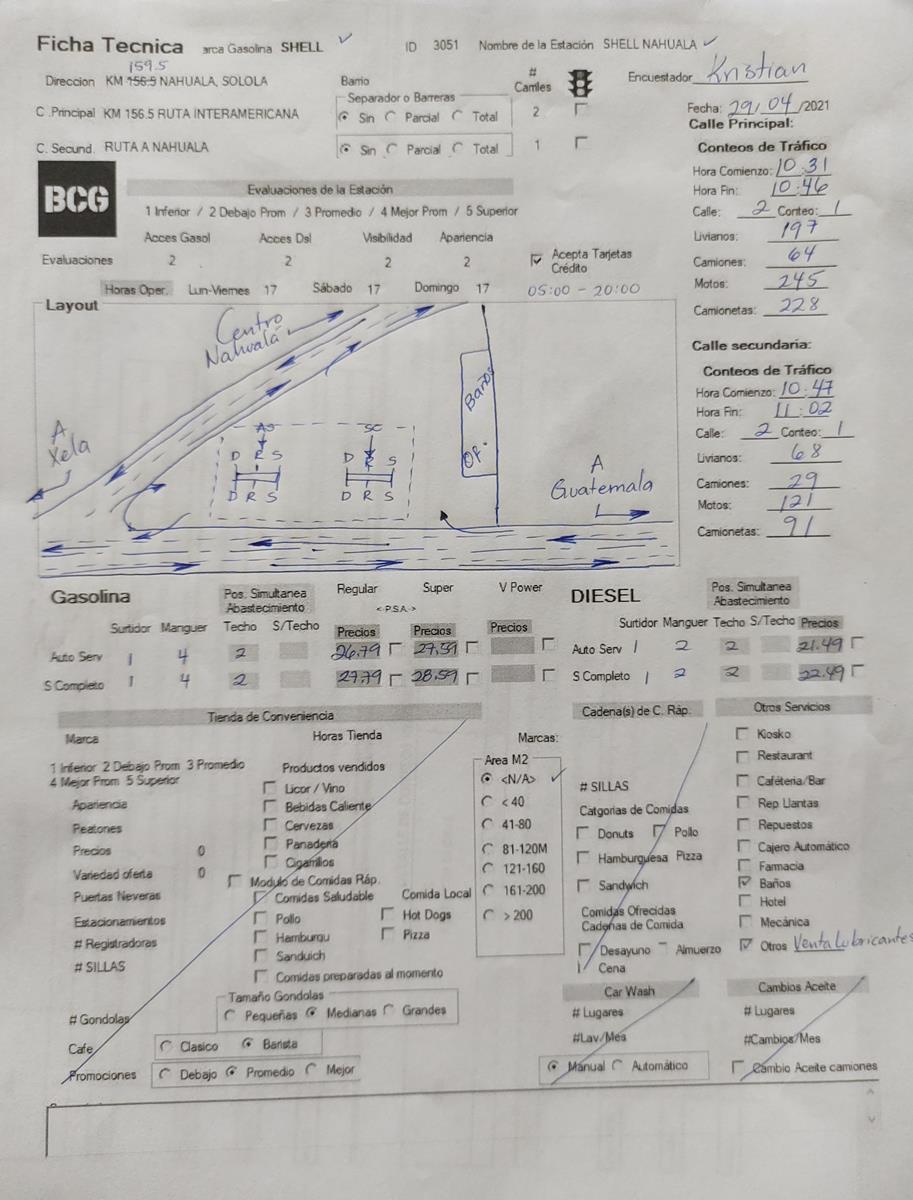 Ficha Tecnica arca Gasolina SHELL ✓ ID 3051 Nombre de la Estación SHELL NAHUALA ✓
159.5
Direccion KM 156.5 NAHUALA, SOLOLA Barrio # Carriles Encuestador Kristian
Separador o Barreras
C .Principal KM 156.5 RUTA INTERAMERICANA Sin Parcial Total 2 Fecha: 29/04/2021
C. Secund. RUTA A NAHUALA Sin Parcial Total 1
Calle Principal:
Conteos de Tráfico
Hora Comienzo: 10:31
Hora Fin: 10:46
Calle: 2 Conteo: 1
Livianos: 197
Camiones: 64
Motos: 245
Camionetas: 228
BCG
Evaluaciones de la Estación
1 Inferior / 2 Debajo Prom / 3 Promedio / 4 Mejor Prom / 5 Superior
Acces Gasol Acces Dsl Visibilidad Apariencia
Evaluaciones 2 2 2 2 Acepta Tarjetas Crédito
Horas Oper. Lun-Viernes 17 Sábado 17 Domingo 17 05:00 - 20:00
Layout
Centro
Nahualá
A
Xela
AS SC
D R S D R S
D R S D R S
Baños
Of.
A
Guatemala
Calle secundaria:
Conteos de Tráfico
Hora Comienzo: 10:47
Hora Fin: 11:02
Calle: 2 Conteo: 1
Livianos: 68
Camiones: 29
Motos: 121
Camionetas: 91
Gasolina Pos. Simultanea Abastecimiento Regular Super V Power
<-P.S.A.->
Surtidor Manguer Techo S/Techo Precios Precios Precios
Auto Serv 1 4 2 26.79 27.59
S Completo 1 4 2 27.79 28.59
DIESEL Pos. Simultanea Abastecimiento
Surtidor Manguer Techo S/Techo Precios
Auto Serv 1 2 2 21.49
S Completo 1 2 2 22.49
Tienda de Conveniencia
Marca Horas Tienda
1 Inferior 2 Debajo Prom 3 Promedio
4 Mejor Prom 5 Superior
Apariencia
Peatones
Precios 0
Variedad oferta 0
Puertas Neveras
Estacionamientos
# Registradoras
# SILLAS
# Gondolas
Productos vendidos
Licor / Vino
Bebidas Caliente
Cervezas
Panaderia
Cigarrillos
Modulo de Comidas Ráp.
Comidas Saludable Comida Local
Pollo Hot Dogs
Hamburgu Pizza
Sanduich
Comidas preparadas al momento
Tamaño Gondolas
Pequeñas Medianas Grandes
Cafe Clasico Barista
Promociones Debajo Promedio Mejor
Marcas:
Area M2
<N/A> ✓
< 40
41-80
81-120M
121-160
161-200
> 200
Cadena(s) de C. Ráp.
# SILLAS
Catgorias de Comidas
Donuts Pollo
Hamburguesa Pizza
Sandwich
Comidas Ofrecidas
Cadenas de Comida
Desayuno Almuerzo
Cena
Car Wash
# Lugares
#Lav/Mes
Manual Automático
Otros Servicios
Kiosko
Restaurant
Caféteria/Bar
Rep Llantas
Repuestos
Cajero Automático
Farmacia
Baños
Hotel
Mecánica
Otros Venta Lubricantes
Cambios Aceite
# Lugares
#Cambios/Mes
Cambio Aceite camiones